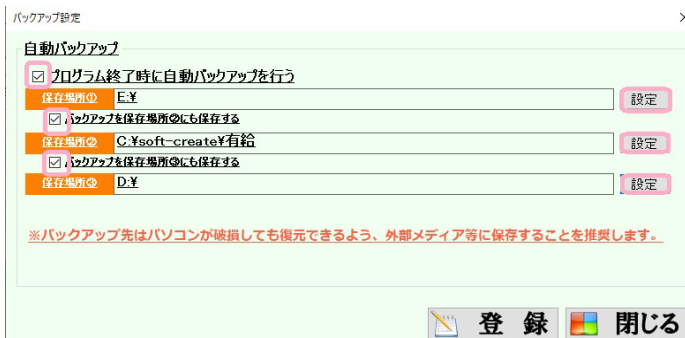 バックアップ設定
自動バックアップ
プログラム終了時に自動バックアップを行う
保存場所① E:¥ 設定
バックアップを保存場所②にも保存する
保存場所② C:¥soft-create¥有給 設定
バックアップを保存場所③にも保存する
保存場所③ D:¥ 設定
※バックアップ先はパソコンが破損しても復元できるよう、外部メディア等に保存することを推奨します。
登 録 閉じる